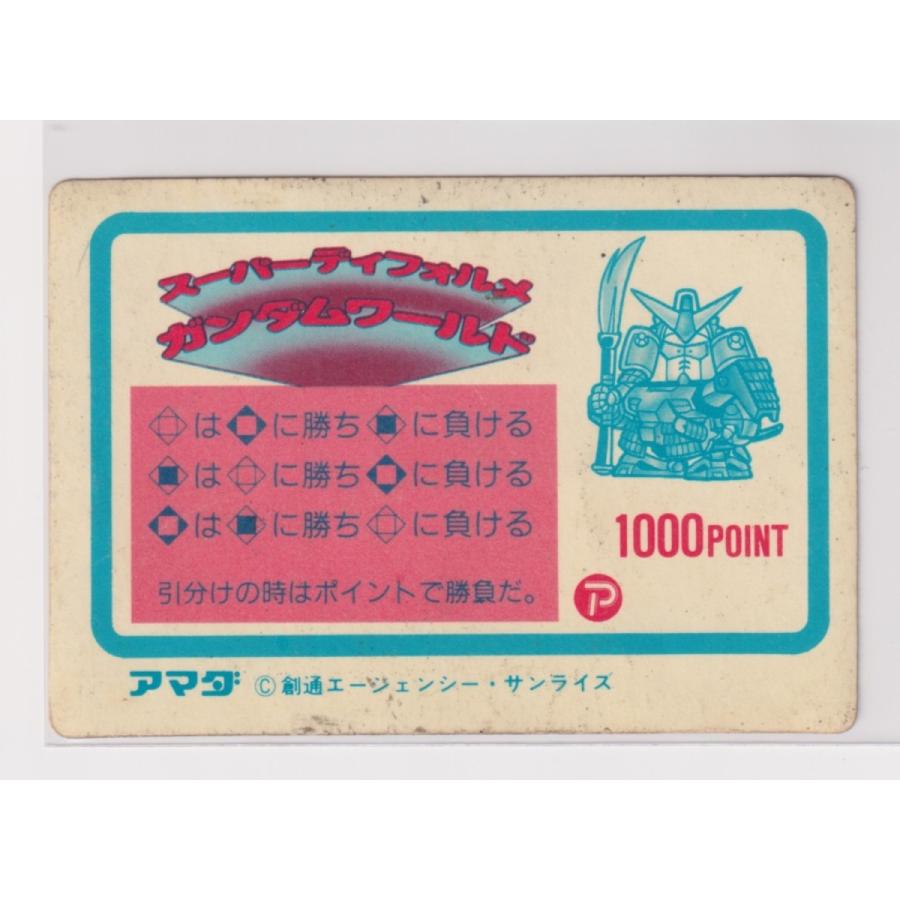 スーパーディフォルメ
ガンダムワールド
は に勝ち に負ける
は に勝ち に負ける
は に勝ち に負ける
引分けの時はポイントで勝負だ。
1000POINT
P
アマダ ©創通エージェンシー・サンライズ